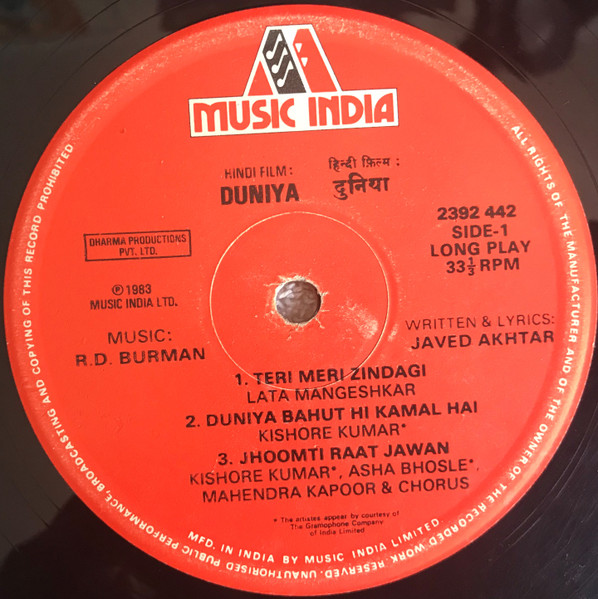 MUSIC INDIA
HINDI FILM:
DUNIYA
हिन्दी फ़िल्म :
दुनिया
DHARMA PRODUCTIONS
PVT. LTD.
℗ 1983
MUSIC INDIA LTD.
2392 442
SIDE-1
LONG PLAY
33⅓ RPM
MUSIC:
R.D. BURMAN
WRITTEN & LYRICS:
JAVED AKHTAR
1. TERI MERI ZINDAGI
LATA MANGESHKAR
2. DUNIYA BAHUT HI KAMAL HAI
KISHORE KUMAR*
3. JHOOMTI RAAT JAWAN
KISHORE KUMAR*, ASHA BHOSLE*,
MAHENDRA KAPOOR & CHORUS
* The artistes appear by courtesy of
The Gramophone Company
of India Limited
MFD. IN INDIA BY MUSIC INDIA LIMITED
ALL RIGHTS OF THE MANUFACTURER AND OF THE OWNER OF THE RECORDED WORK RESERVED. UNAUTHORISED PUBLIC PERFORMANCE, BROADCASTING AND COPYING OF THIS RECORD PROHIBITED